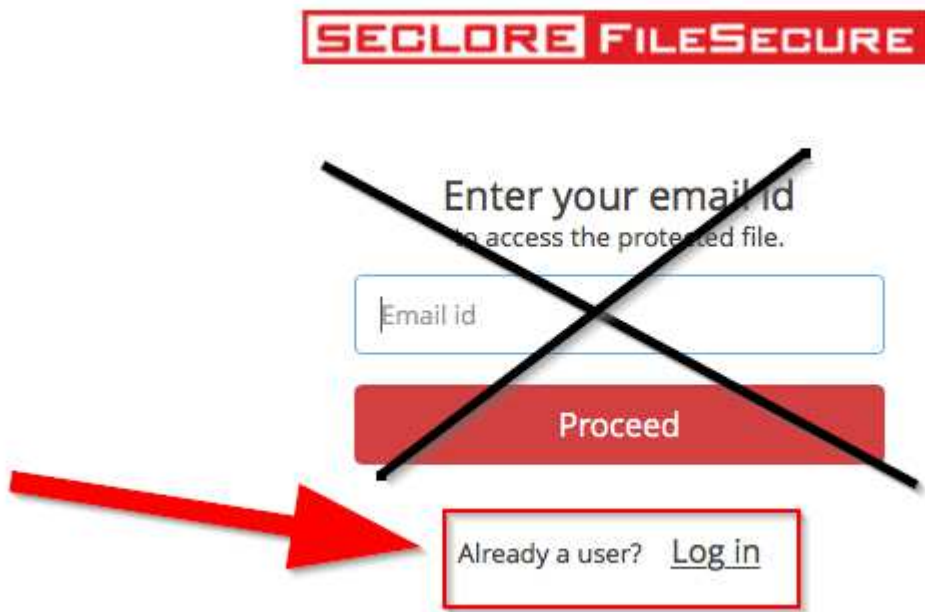 SECLORE FILESECURE
Enter your email id
to access the protected file.
Email id
Proceed
Already a user? Log in